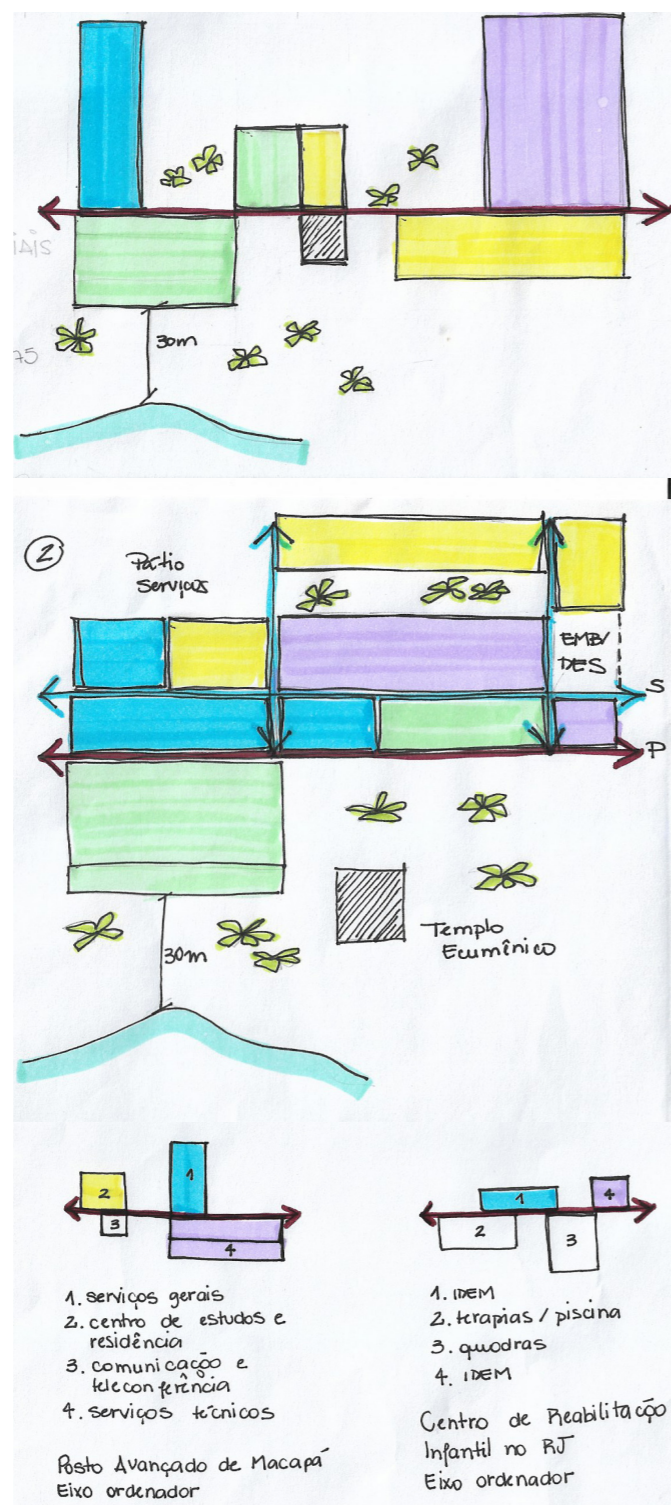 IAIS
30m
75
2
Pátio
Serviços
EMB/
DES
S
P
Templo
Ecumênico
30m
1
2
3
4
1. serviços gerais
2. centro de estudos e
residência
3. comunicação e
teleconferência
4. serviços técnicos
Posto Avançado de Macapá
Eixo ordenador
1
4
2
3
1. IDEM
2. terapias / piscina
3. quadras
4. IDEM
Centro de Reabilitação
Infantil no RJ
Eixo ordenador